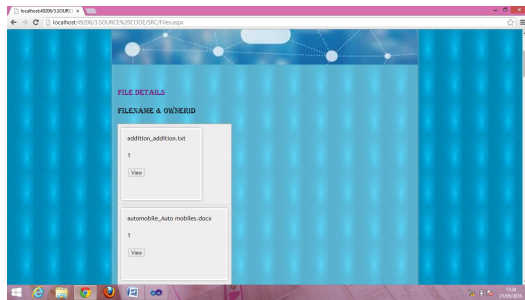 localhost:49206/3.SOURC
localhost:49206/3.SOURCE%20CODE/SRC/Files.aspx
FILE DETAILS
FILENAME & OWNERID
addition_addition.txt
1
View
automobile_Auto mobiles.docx
1
View